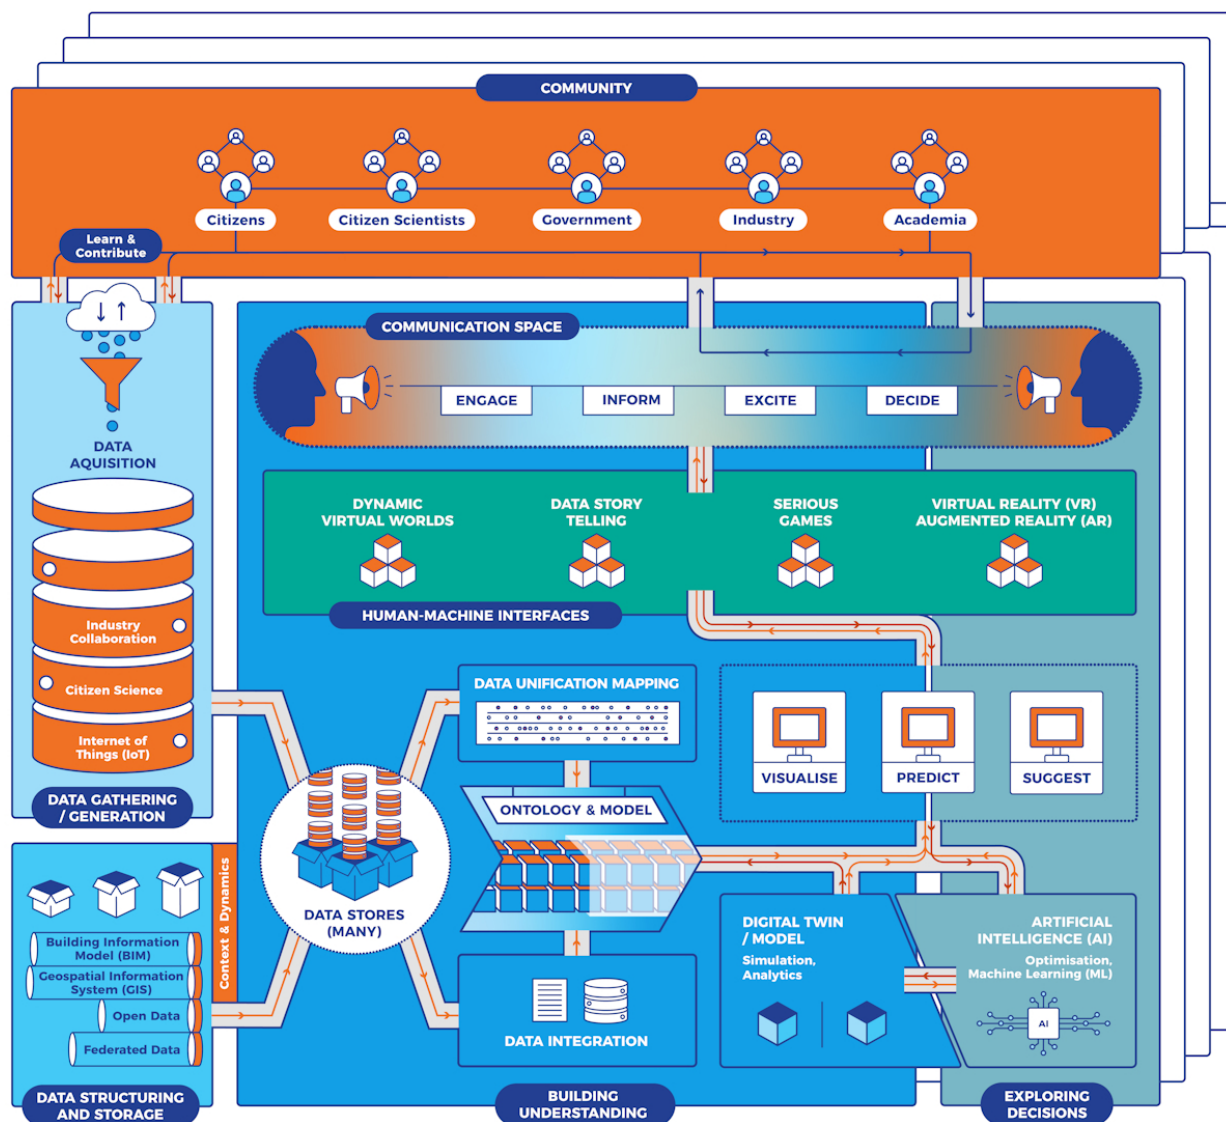 COMMUNITY
Citizens
Citizen Scientists
Government
Industry
Academia
Learn &
Contribute
DATA
AQUISITION
Industry
Collaboration
Citizen Science
Internet of
Things (IoT)
DATA GATHERING
/ GENERATION
COMMUNICATION SPACE
ENGAGE
INFORM
EXCITE
DECIDE
DYNAMIC
VIRTUAL WORLDS
DATA STORY
TELLING
SERIOUS
GAMES
VIRTUAL REALITY (VR)
AUGMENTED REALITY (AR)
HUMAN-MACHINE INTERFACES
DATA UNIFICATION MAPPING
VISUALISE
PREDICT
SUGGEST
ONTOLOGY & MODEL
DATA STORES
(MANY)
Context & Dynamics
Building Information
Model (BIM)
Geospatial Information
System (GIS)
Open Data
Federated Data
DATA STRUCTURING
AND STORAGE
DATA INTEGRATION
DIGITAL TWIN
/ MODEL
Simulation,
Analytics
ARTIFICIAL
INTELLIGENCE (AI)
Optimisation,
Machine Learning (ML)
AI
BUILDING
UNDERSTANDING
EXPLORING
DECISIONS